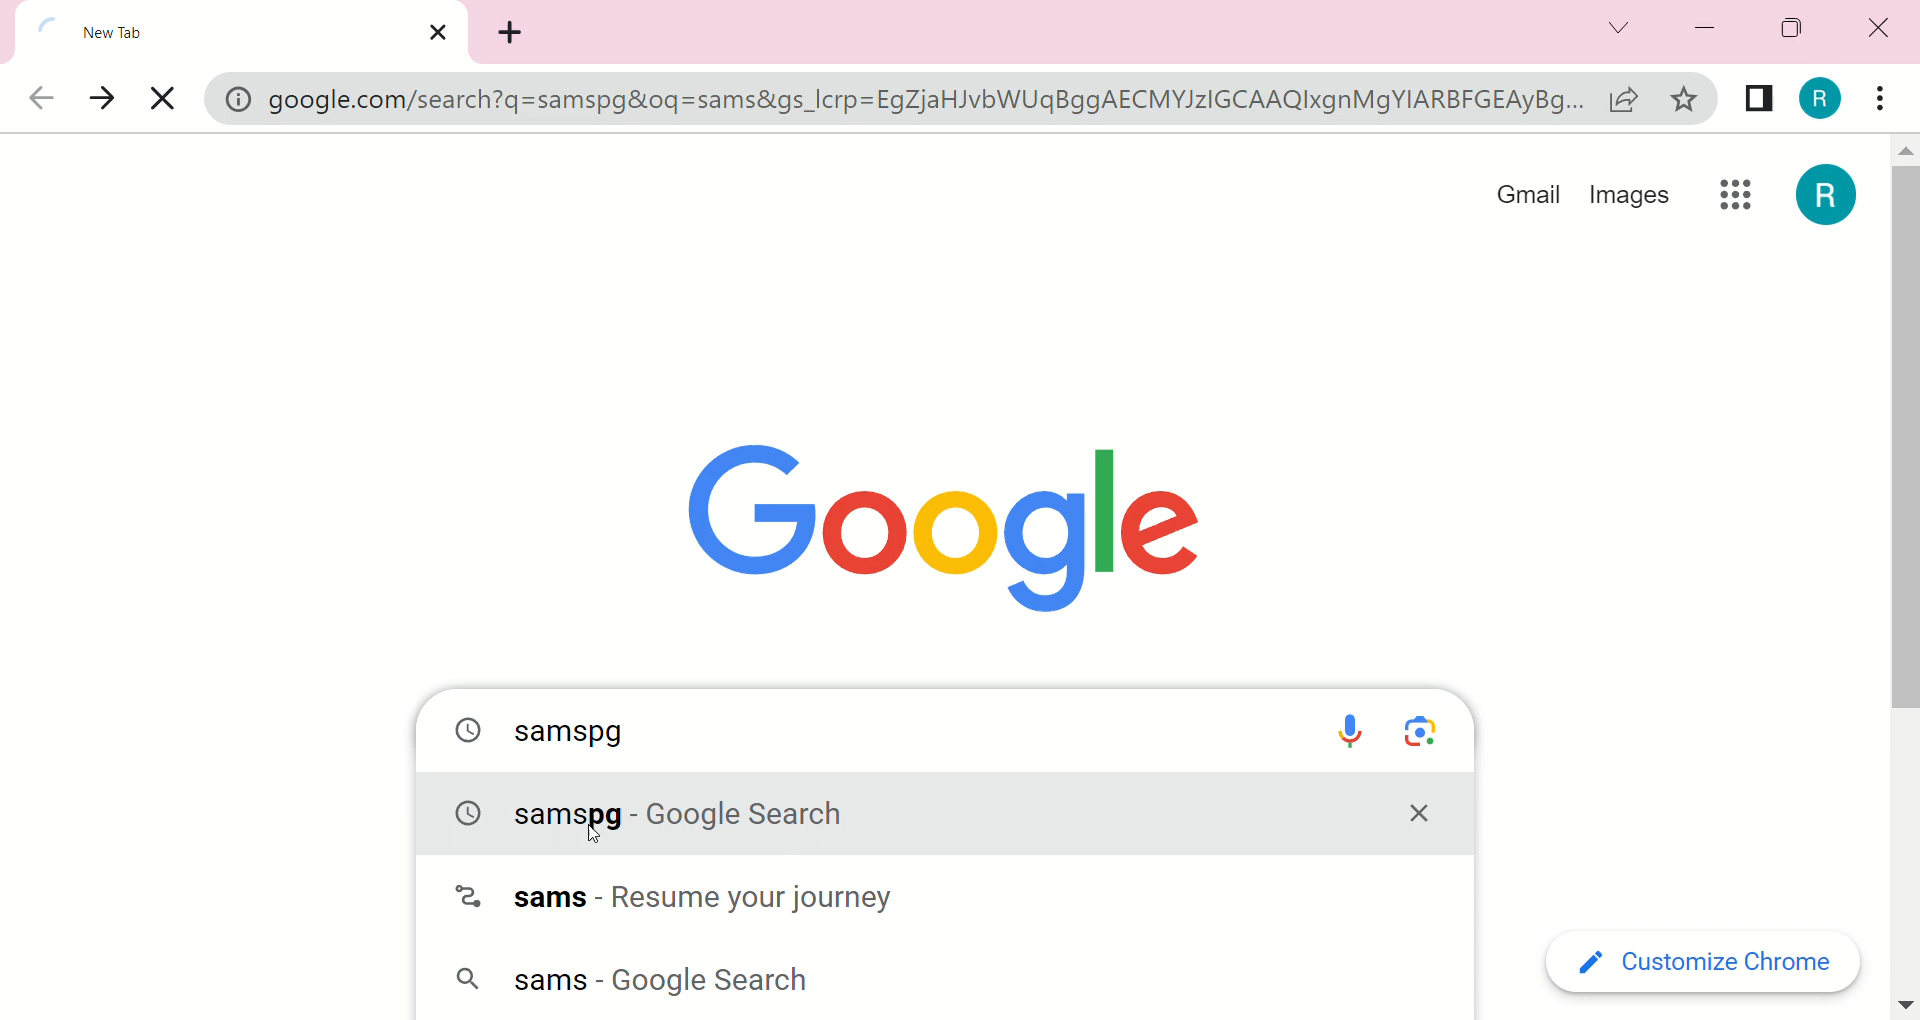 New Tab
google.com/search?q=samspg&oq=sams&gs_lcrp=EgZjaHJvbWUqBggAECMYJzIGCAAQIxgnMgYIARBFGEAyBg...
R
Gmail Images R
Google
samspg
samspg - Google Search
sams - Resume your journey
Customize Chrome
sams - Google Search